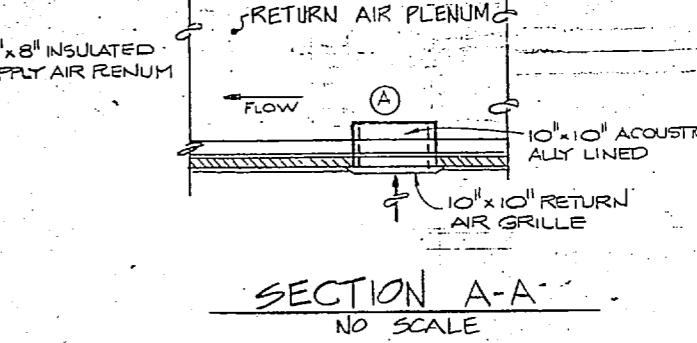 RETURN AIR PLENUM
"x8" INSULATED
PPLY AIR PLENUM
FLOW
A
10"x10" ACOUSTI
ALLY LINED
10"x10" RETURN
AIR GRILLE
SECTION A-A
NO SCALE